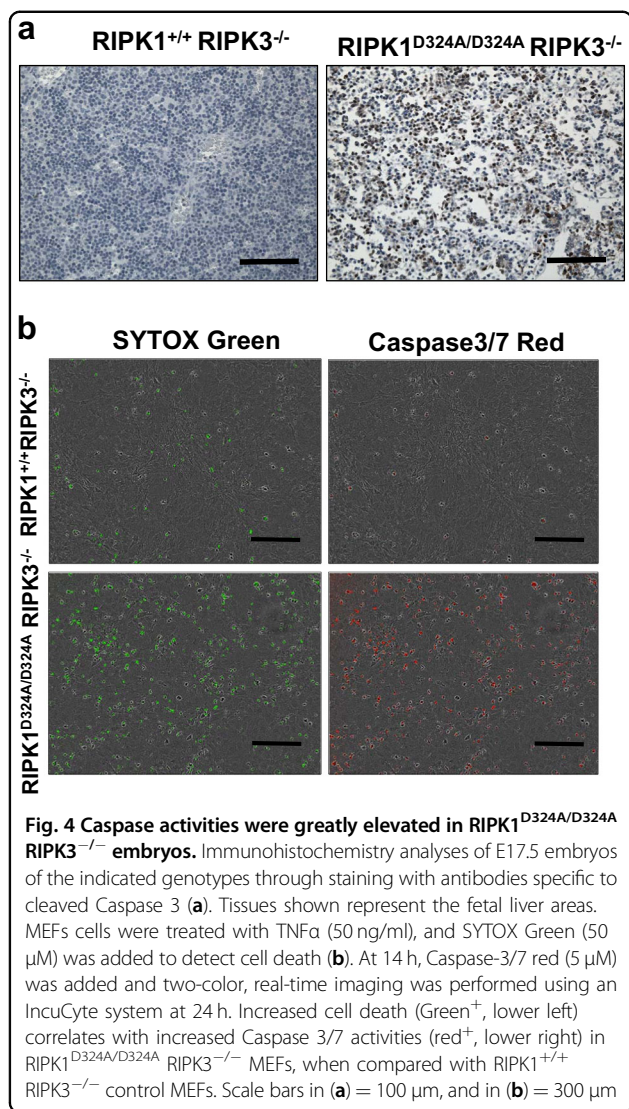 a
RIPK1+/+ RIPK3-/-
RIPK1D324A/D324A RIPK3-/-
b
SYTOX Green
Caspase3/7 Red
RIPK1+/+RIPK3-/-
RIPK1D324A/D324A RIPK3-/-
Fig. 4 Caspase activities were greatly elevated in RIPK1D324A/D324A
RIPK3−/− embryos. Immunohistochemistry analyses of E17.5 embryos
of the indicated genotypes through staining with antibodies specific to
cleaved Caspase 3 (a). Tissues shown represent the fetal liver areas.
MEFs cells were treated with TNFα (50 ng/ml), and SYTOX Green (50
μM) was added to detect cell death (b). At 14 h, Caspase-3/7 red (5 μM)
was added and two-color, real-time imaging was performed using an
IncuCyte system at 24 h. Increased cell death (Green+, lower left)
correlates with increased Caspase 3/7 activities (red+, lower right) in
RIPK1D324A/D324A RIPK3−/− MEFs, when compared with RIPK1+/+
RIPK3−/− control MEFs. Scale bars in (a) = 100 μm, and in (b) = 300 μm